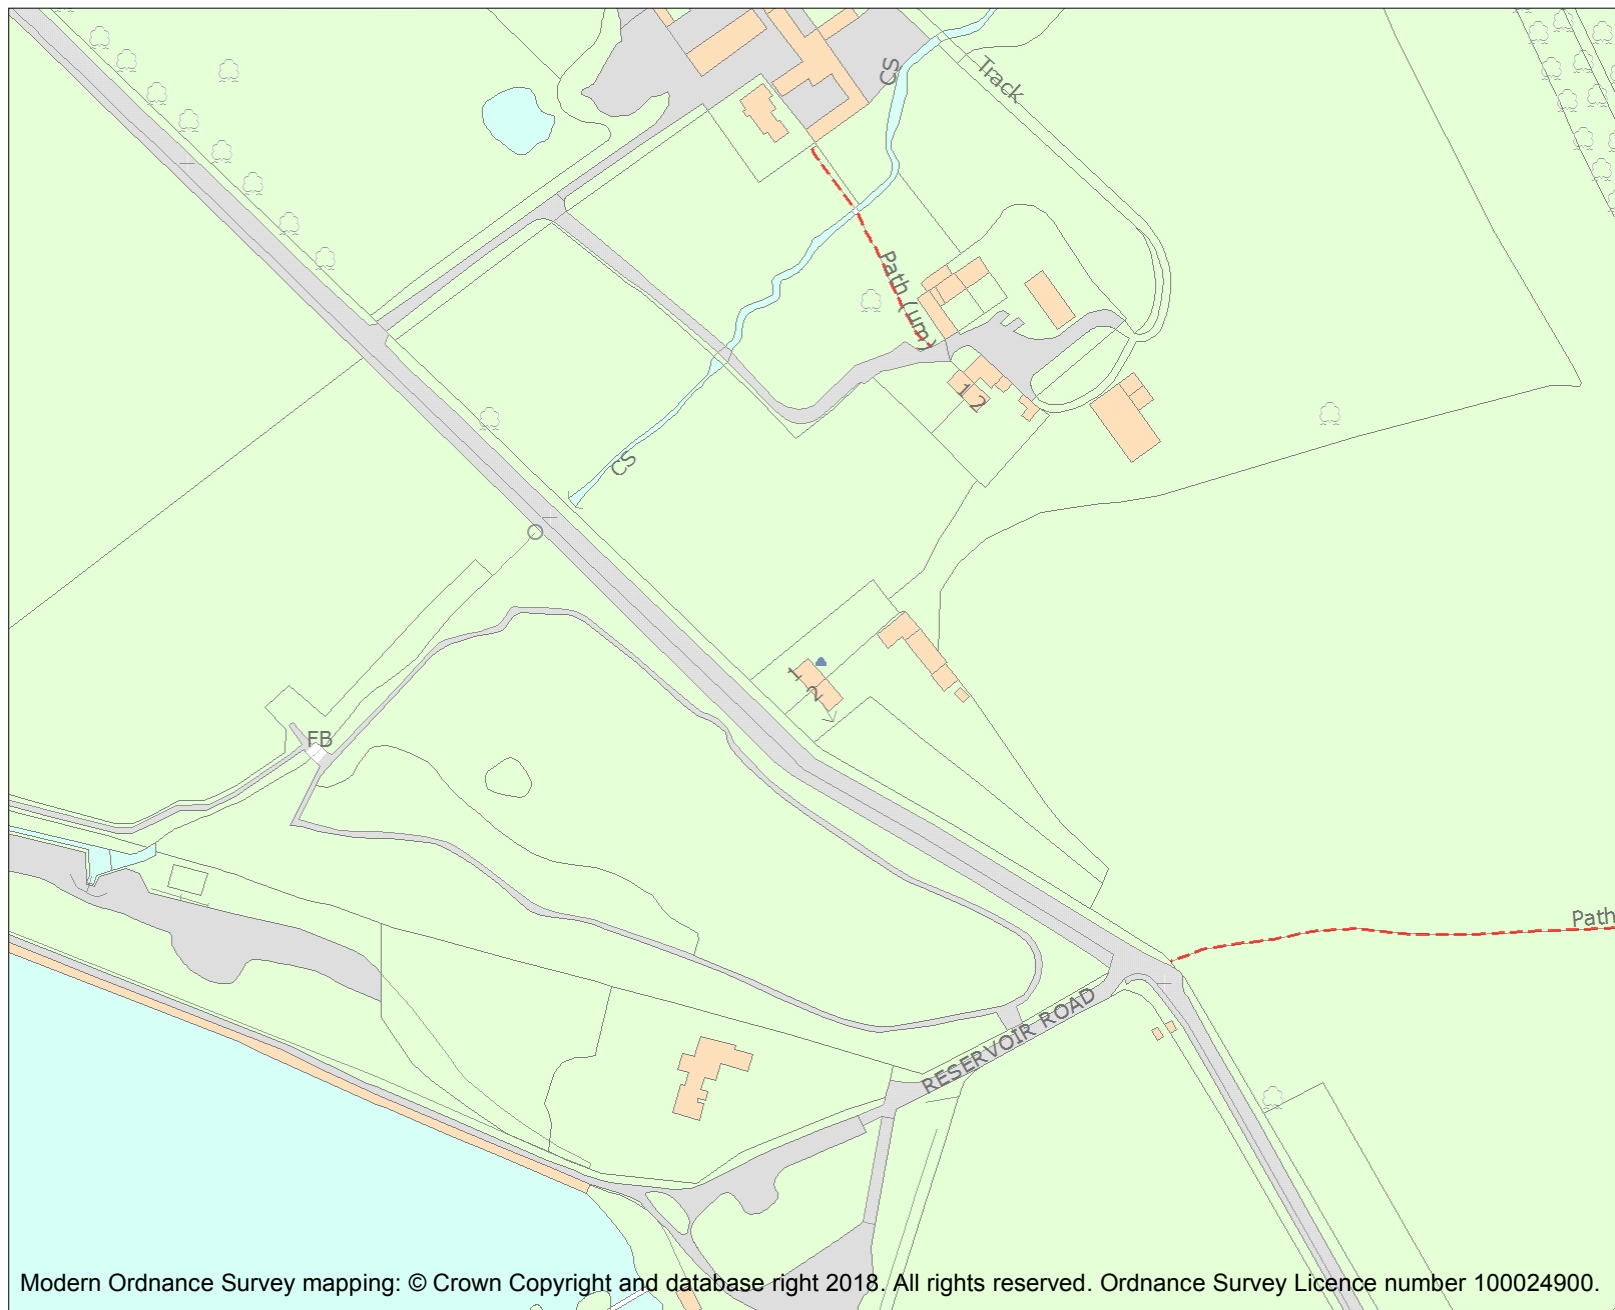 CS
Track
Path (um)
1 2
CS
1
2
FB
Path
RESERVOIR ROAD
Modern Ordnance Survey mapping: © Crown Copyright and database right 2018. All rights reserved. Ordnance Survey Licence number 100024900.